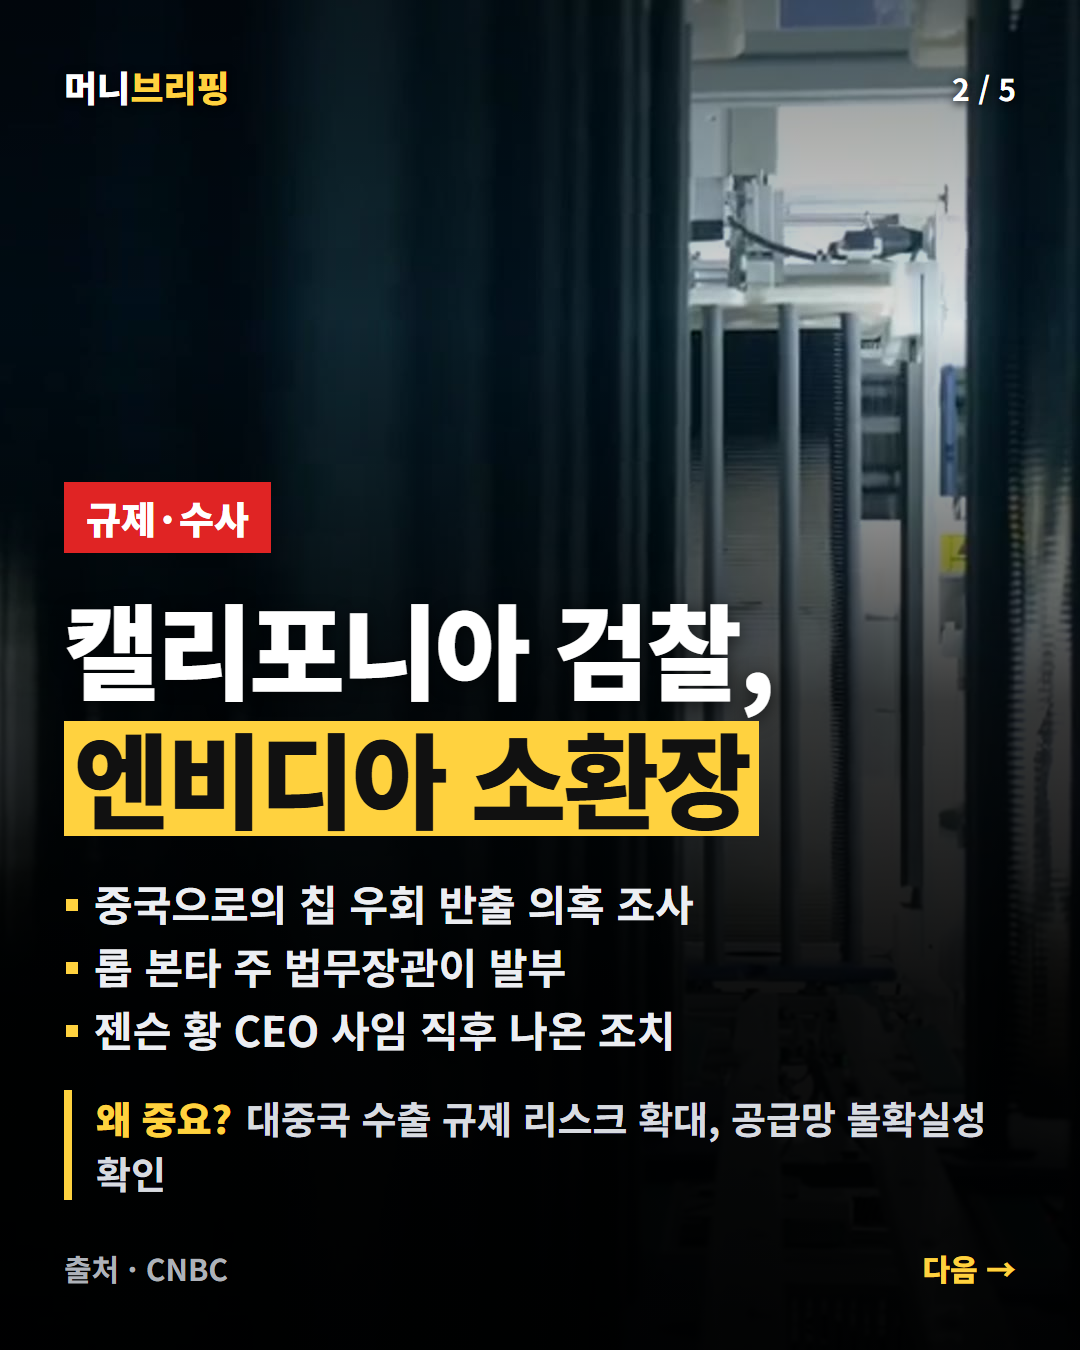 머니브리핑
2 / 5
규제·수사
캘리포니아 검찰,
엔비디아 소환장
중국으로의 칩 우회 반출 의혹 조사
롭 본타 주 법무장관이 발부
젠슨 황 CEO 사임 직후 나온 조치
왜 중요? 대중국 수출 규제 리스크 확대, 공급망 불확실성
확인
출처 · CNBC
다음 →